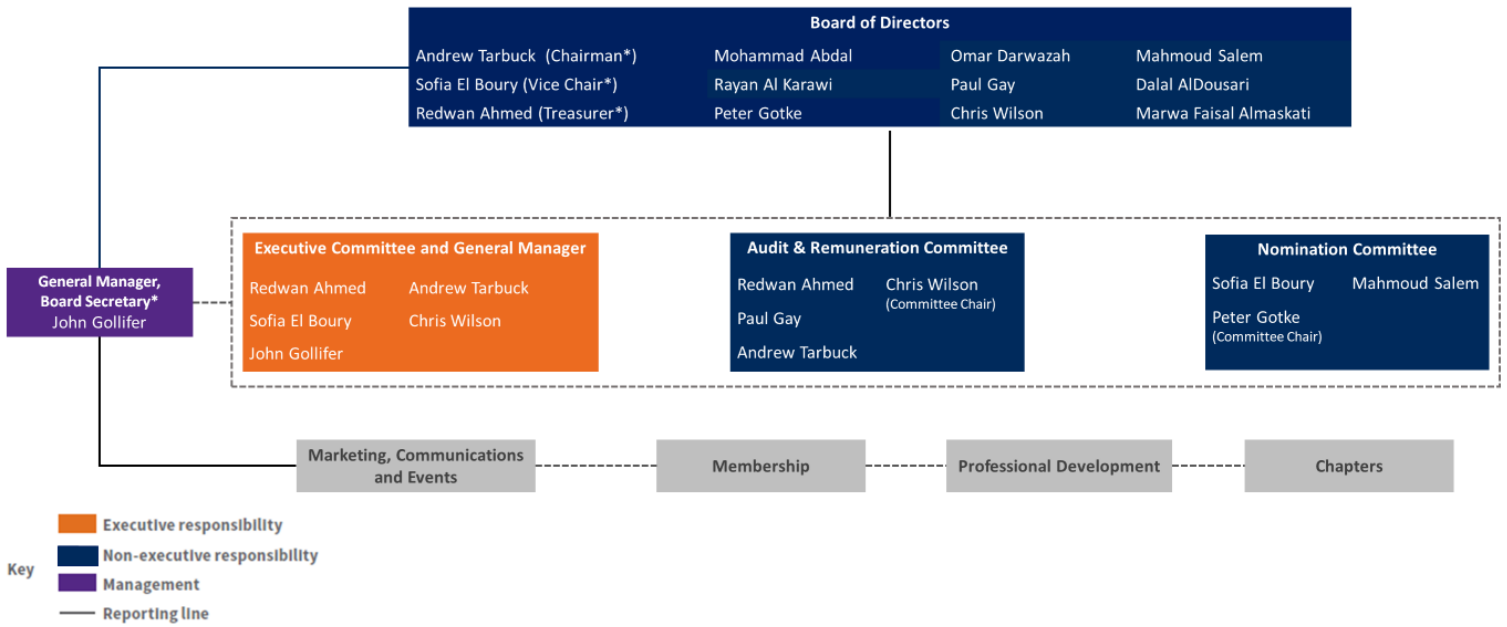 Board of Directors
Andrew Tarbuck (Chairman*) Mohammad Abdal Omar Darwazah Mahmoud Salem
Sofia El Boury (Vice Chair*) Rayan Al Karawi Paul Gay Dalal AlDousari
Redwan Ahmed (Treasurer*) Peter Gotke Chris Wilson Marwa Faisal Almaskati
General Manager,
Board Secretary*
John Gollifer
Executive Committee and General Manager
Redwan Ahmed Andrew Tarbuck
Sofia El Boury Chris Wilson
John Gollifer
Audit & Remuneration Committee
Redwan Ahmed Chris Wilson
(Committee Chair)
Paul Gay
Andrew Tarbuck
Nomination Committee
Sofia El Boury Mahmoud Salem
Peter Gotke
(Committee Chair)
Marketing, Communications
and Events
Membership
Professional Development
Chapters
Key
Executive responsibility
Non-executive responsibility
Management
Reporting line